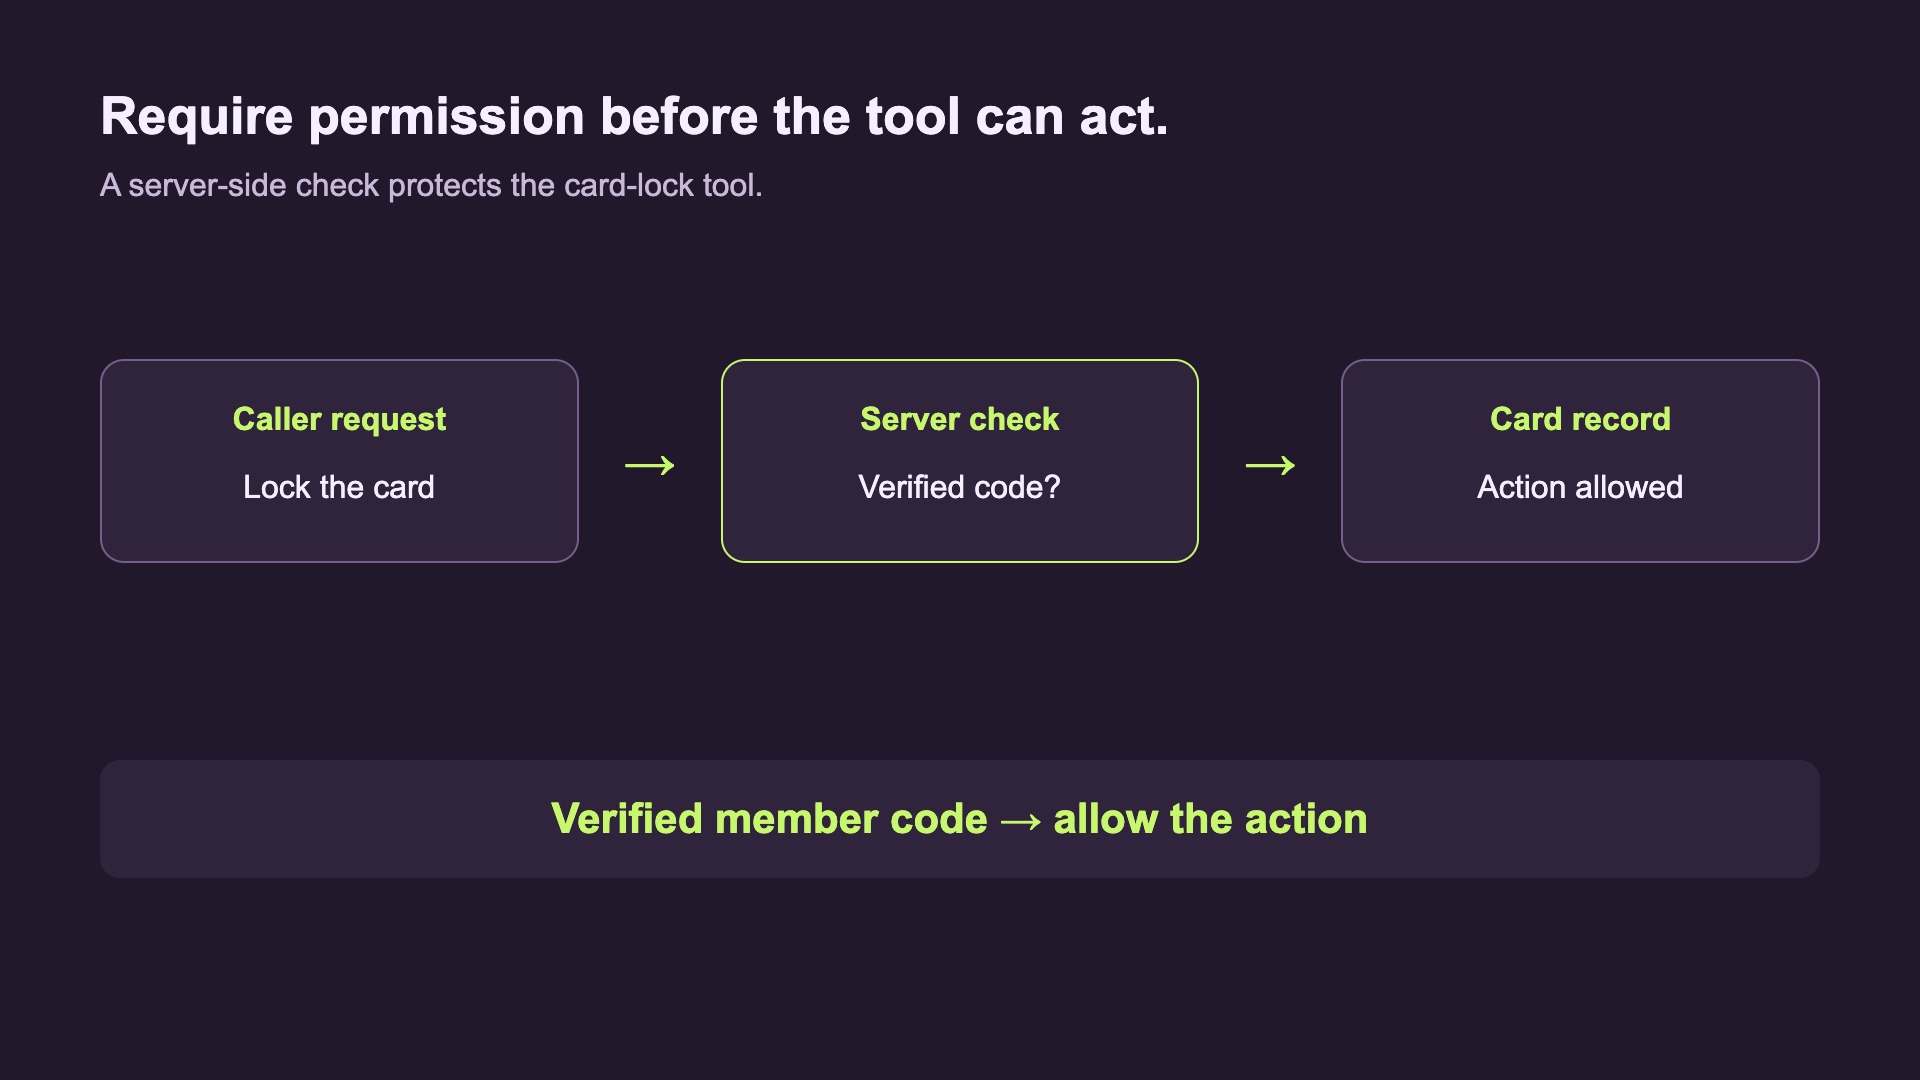 Require permission before the tool can act.
A server-side check protects the card-lock tool.
Caller request
Lock the card
→
Server check
Verified code?
→
Card record
Action allowed
Verified member code → allow the action